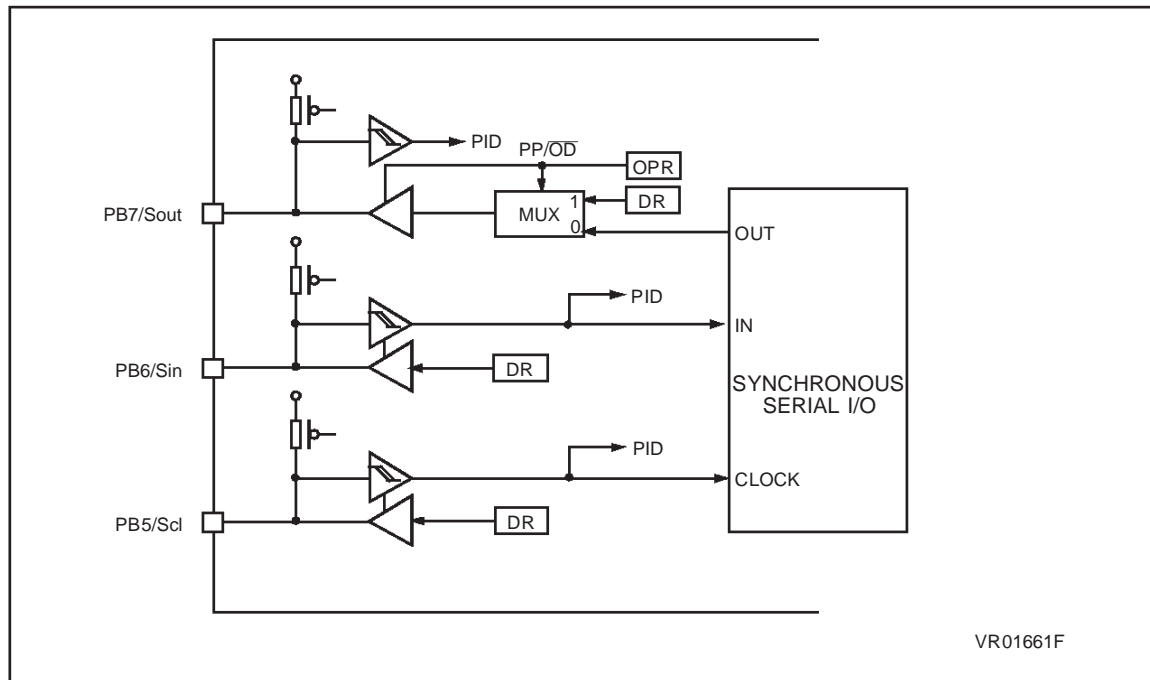 PID
PP/OD
OPR
PB7/Sout
MUX
1
0
DR
OUT
PID
IN
PB6/Sin
DR
SYNCHRONOUS
SERIAL I/O
PID
CLOCK
PB5/Scl
DR
VR01661F